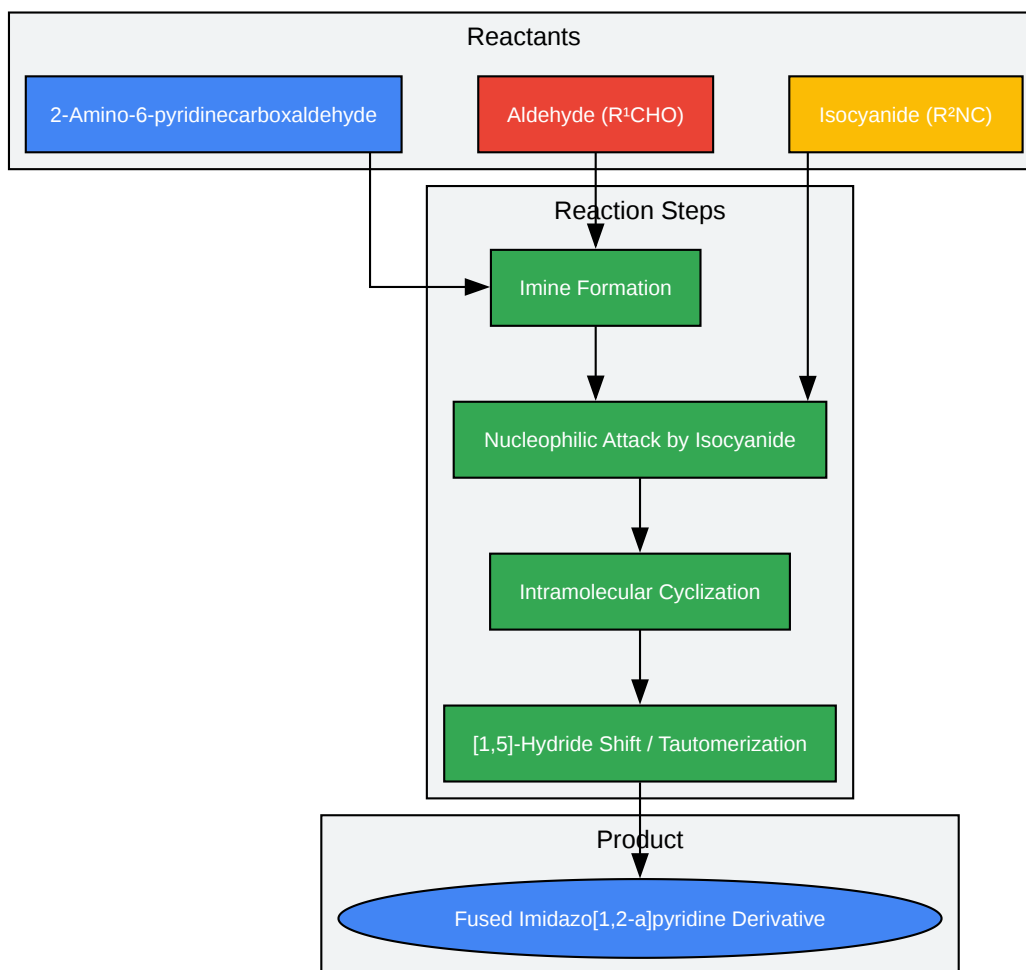 Reactants
2-Amino-6-pyridinecarboxaldehyde
Aldehyde (R¹CHO)
Isocyanide (R²NC)
Reaction Steps
Imine Formation
Nucleophilic Attack by Isocyanide
Intramolecular Cyclization
[1,5]-Hydride Shift / Tautomerization
Product
Fused Imidazo[1,2-a]pyridine Derivative